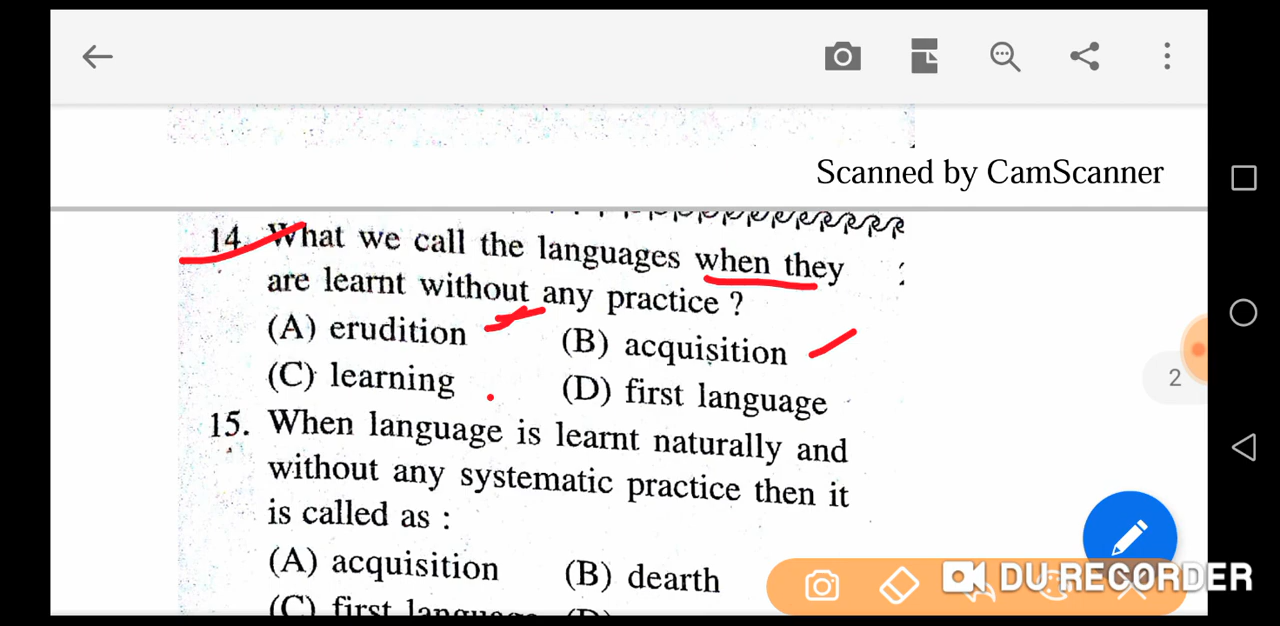 Scanned by CamScanner
14. What we call the languages when they
are learnt without any practice ?
(A) erudition (B) acquisition
(C) learning (D) first language
2
15. When language is learnt naturally and
without any systematic practice then it
is called as :
(A) acquisition (B) dearth
(C) first language
DU RECORDER